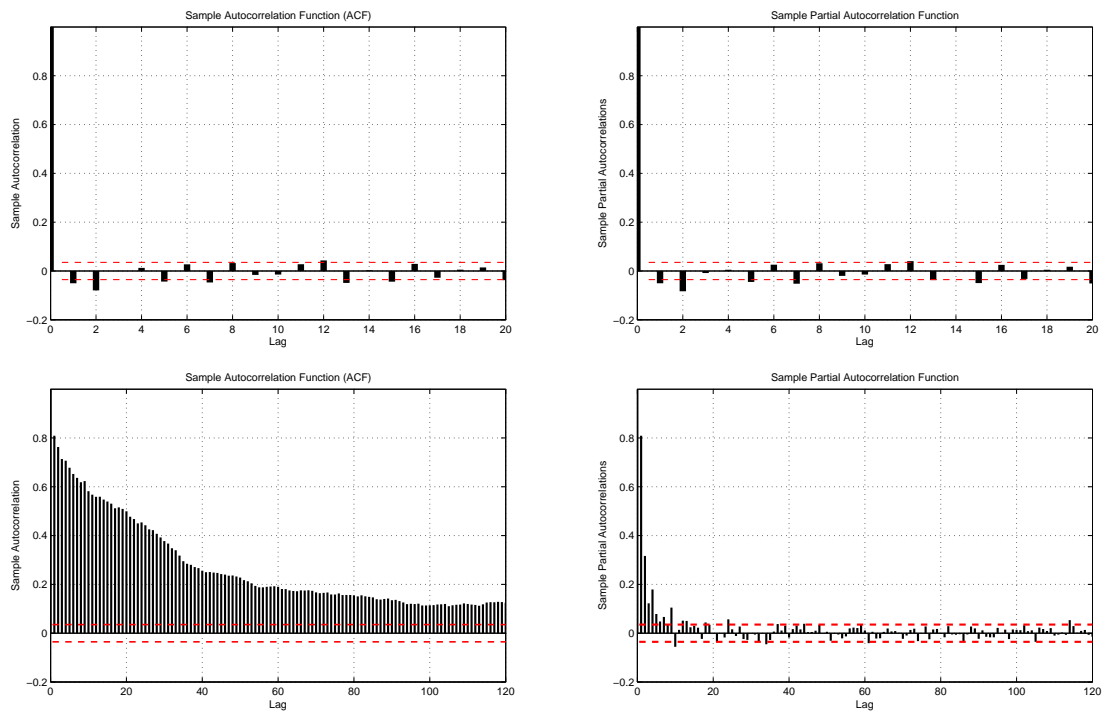 Sample Autocorrelation Function (ACF)
Sample Autocorrelation
0.8
0.6
0.4
0.2
0
−0.2
0 2 4 6 8 10 12 14 16 18 20
Lag
Sample Partial Autocorrelation Function
Sample Partial Autocorrelations
0.8
0.6
0.4
0.2
0
−0.2
0 2 4 6 8 10 12 14 16 18 20
Lag
Sample Autocorrelation Function (ACF)
Sample Autocorrelation
0.8
0.6
0.4
0.2
0
−0.2
0 20 40 60 80 100 120
Lag
Sample Partial Autocorrelation Function
Sample Partial Autocorrelations
0.8
0.6
0.4
0.2
0
−0.2
0 20 40 60 80 100 120
Lag